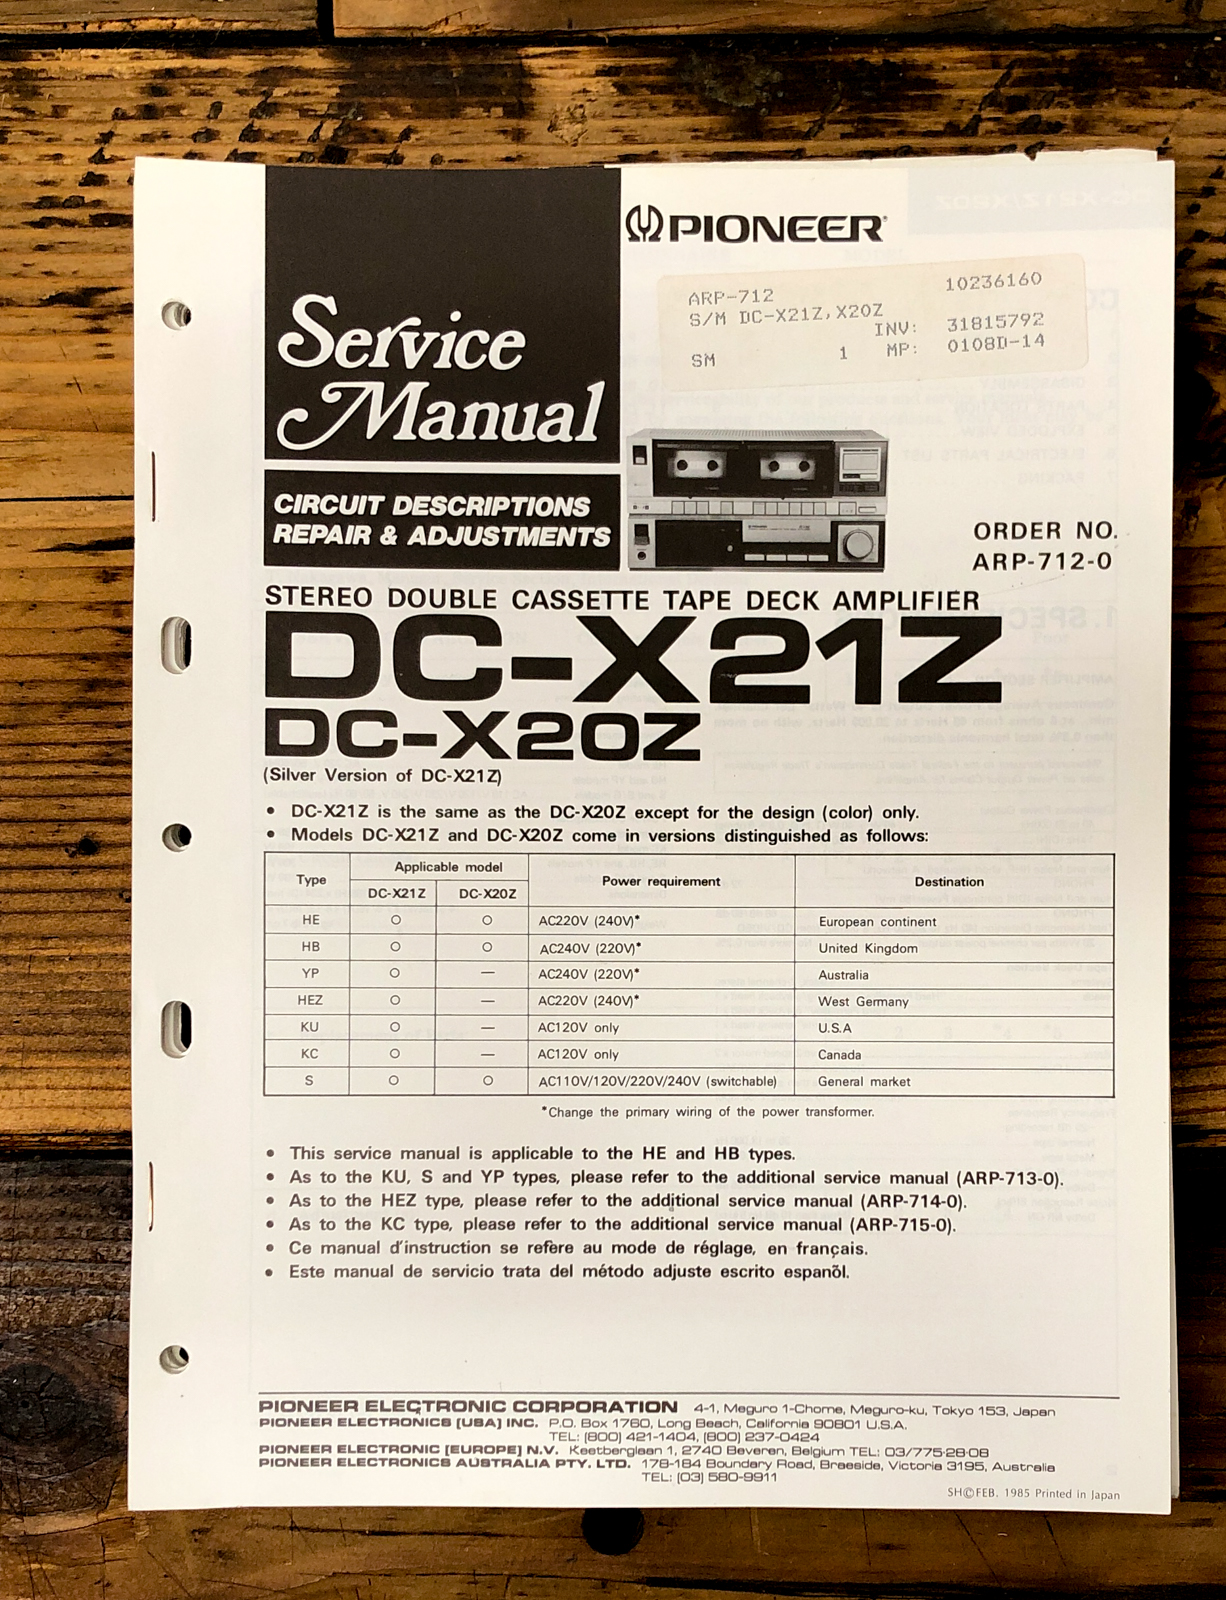 PIONEER®
Service
Manual
ARP-712 10236160
S/M DC-X21Z,X20Z
INV: 31815792
SM 1 MP: 0108D-14
CIRCUIT DESCRIPTIONS
REPAIR & ADJUSTMENTS
ORDER NO.
ARP-712-0
STEREO DOUBLE CASSETTE TAPE DECK AMPLIFIER
DC-X21Z
DC-X20Z
(Silver Version of DC-X21Z)
• DC-X21Z is the same as the DC-X20Z except for the design (color) only.
• Models DC-X21Z and DC-X20Z come in versions distinguished as follows:
Type Applicable model Power requirement Destination
DC-X21Z DC-X20Z
HE ○ ○ AC220V (240V)* European continent
HB ○ ○ AC240V (220V)* United Kingdom
YP ○ — AC240V (220V)* Australia
HEZ ○ — AC220V (240V)* West Germany
KU ○ — AC120V only U.S.A
KC ○ — AC120V only Canada
S ○ ○ AC110V/120V/220V/240V (switchable) General market
*Change the primary wiring of the power transformer.
• This service manual is applicable to the HE and HB types.
• As to the KU, S and YP types, please refer to the additional service manual (ARP-713-0).
• As to the HEZ type, please refer to the additional service manual (ARP-714-0).
• As to the KC type, please refer to the additional service manual (ARP-715-0).
• Ce manual d'instruction se refère au mode de réglage, en français.
• Este manual de servicio trata del método adjuste escrito espanõl.
PIONEER ELECTRONIC CORPORATION 4-1, Meguro 1-Chome, Meguro-ku, Tokyo 153, Japan
PIONEER ELECTRONICS [USA] INC. P.O. Box 1760, Long Beach, California 90801 U.S.A.
TEL: [800] 421-1404, [800] 237-0424
PIONEER ELECTRONIC [EUROPE] N.V. Keetberglaan 1, 2740 Beveren, Belgium TEL: 03/775-28-08
PIONEER ELECTRONICS AUSTRALIA PTY. LTD. 178-184 Boundary Road, Braeside, Victoria 3195, Australia
TEL: [03] 580-9911
SH©FEB. 1985 Printed in Japan